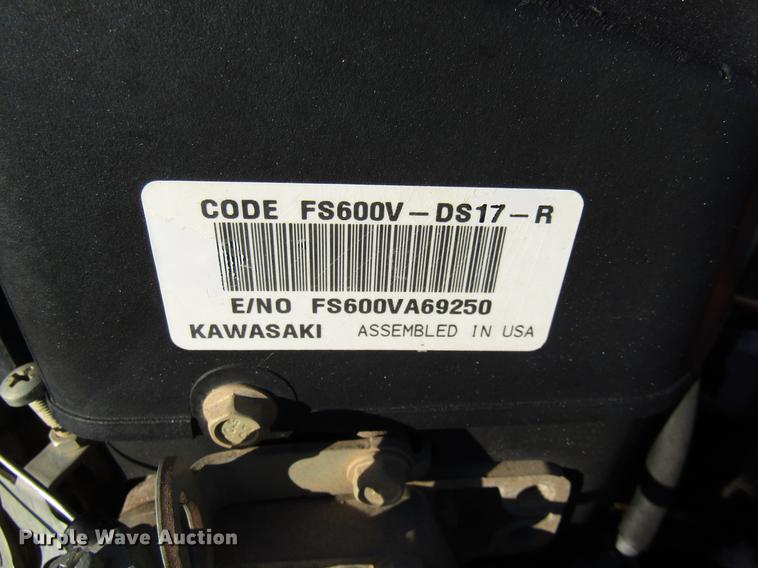 CODE FS600V-DS17-R
E/NO FS600VA69250
KAWASAKI ASSEMBLED IN USA
Purple Wave Auction